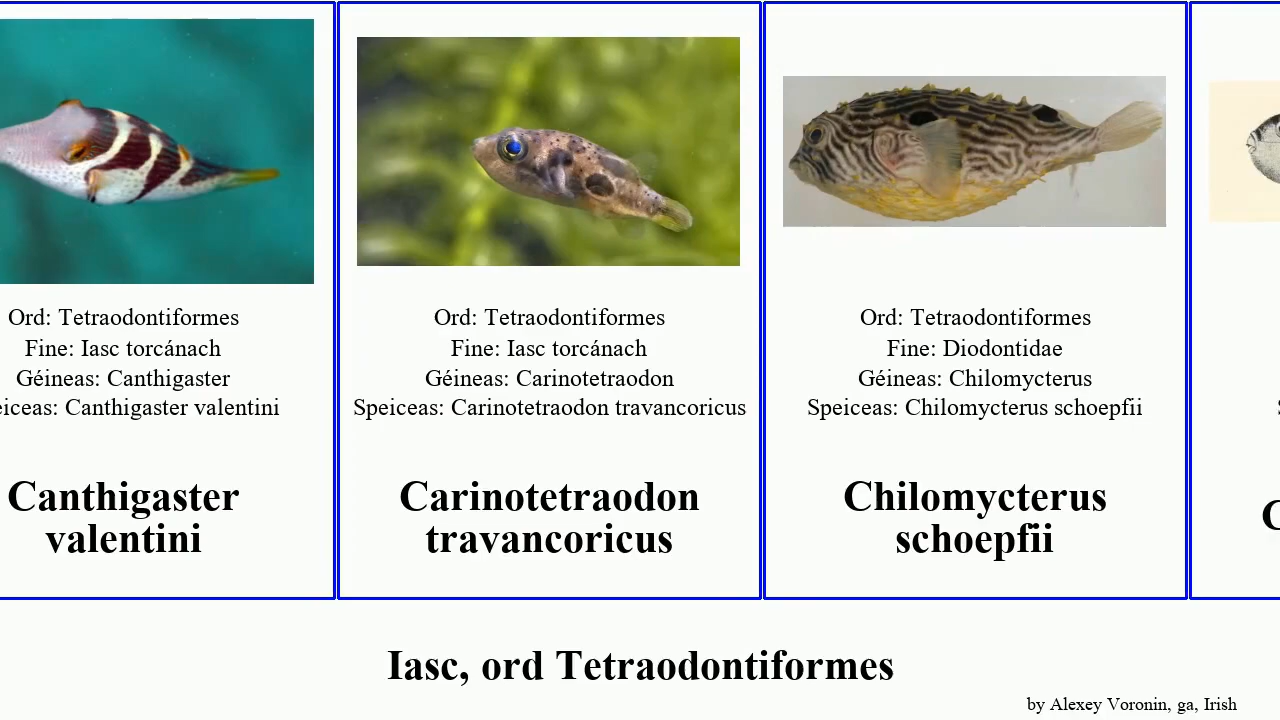 Ord: Tetraodontiformes
Fine: Iasc torcánach
Géineas: Canthigaster
eiceas: Canthigaster valentini
Canthigaster
valentini
Ord: Tetraodontiformes
Fine: Iasc torcánach
Géineas: Carinotetraodon
Speiceas: Carinotetraodon travancoricus
Carinotetraodon
travancoricus
Ord: Tetraodontiformes
Fine: Diodontidae
Géineas: Chilomycterus
Speiceas: Chilomycterus schoepfii
Chilomycterus
schoepfii
Iasc, ord Tetraodontiformes
by Alexey Voronin, ga, Irish